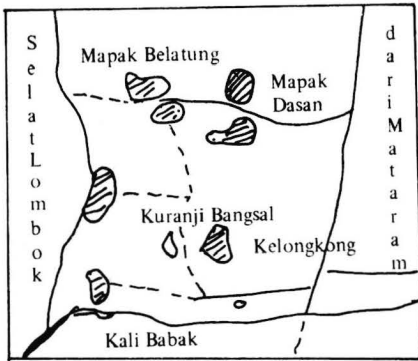 Selat Lombok
Mapak Belatung
Mapak
Dasan
dari Mataram
Kuranji Bangsal
Kelongkong
Kali Babak